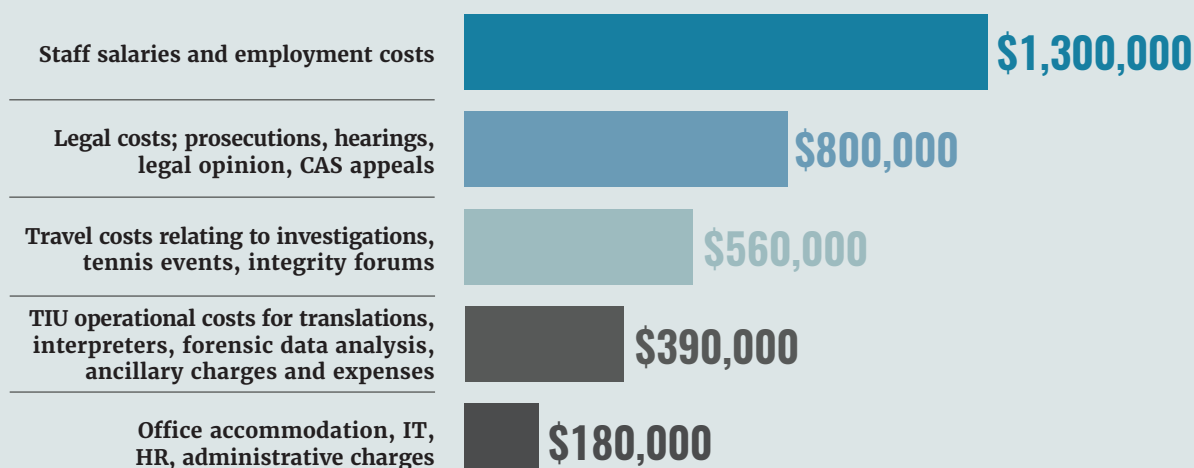 Staff salaries and employment costs
$1,300,000
Legal costs; prosecutions, hearings,
legal opinion, CAS appeals
$800,000
Travel costs relating to investigations,
tennis events, integrity forums
$560,000
TIU operational costs for translations,
interpreters, forensic data analysis,
ancillary charges and expenses
$390,000
Office accommodation, IT,
HR, administrative charges
$180,000